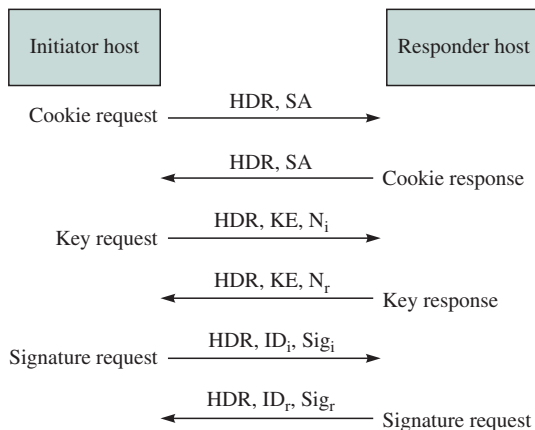 Initiator host
Responder host
HDR, SA
Cookie request
HDR, SA
Cookie response
HDR, KE, Nᵢ
Key request
HDR, KE, Nᵣ
Key response
HDR, IDᵢ, Sigᵢ
Signature request
HDR, IDᵣ, Sigᵣ
Signature request